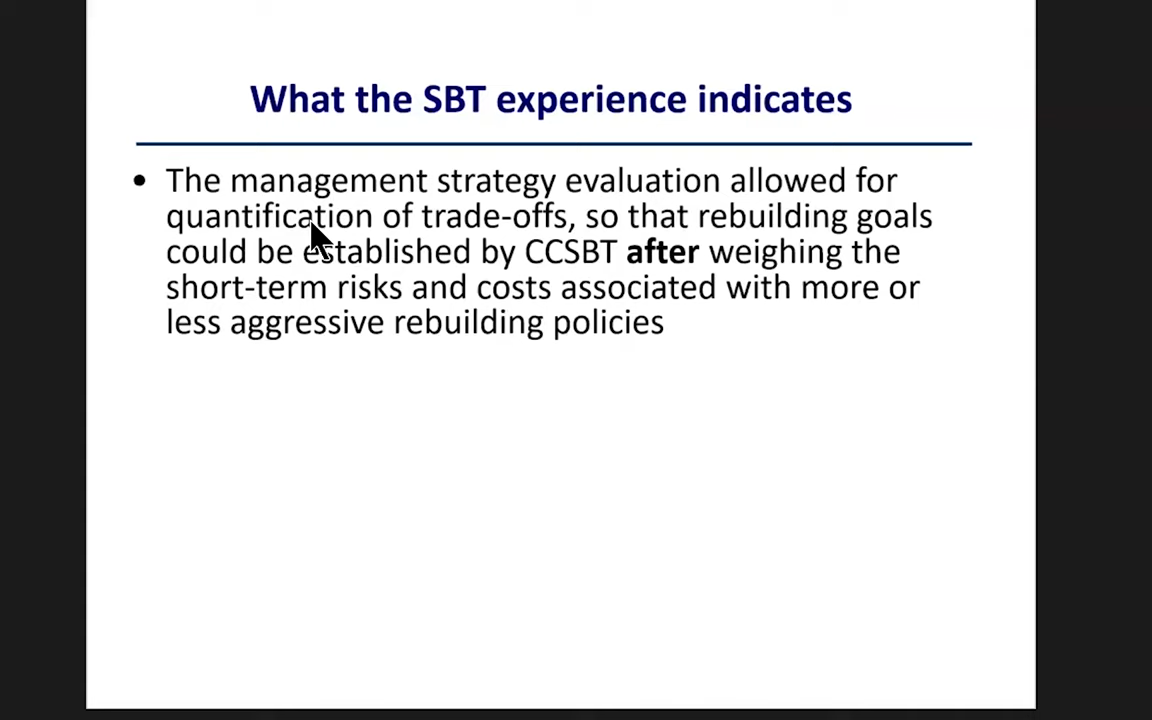 What the SBT experience indicates
• The management strategy evaluation allowed for
quantification of trade-offs, so that rebuilding goals
could be established by CCSBT after weighing the
short-term risks and costs associated with more or
less aggressive rebuilding policies